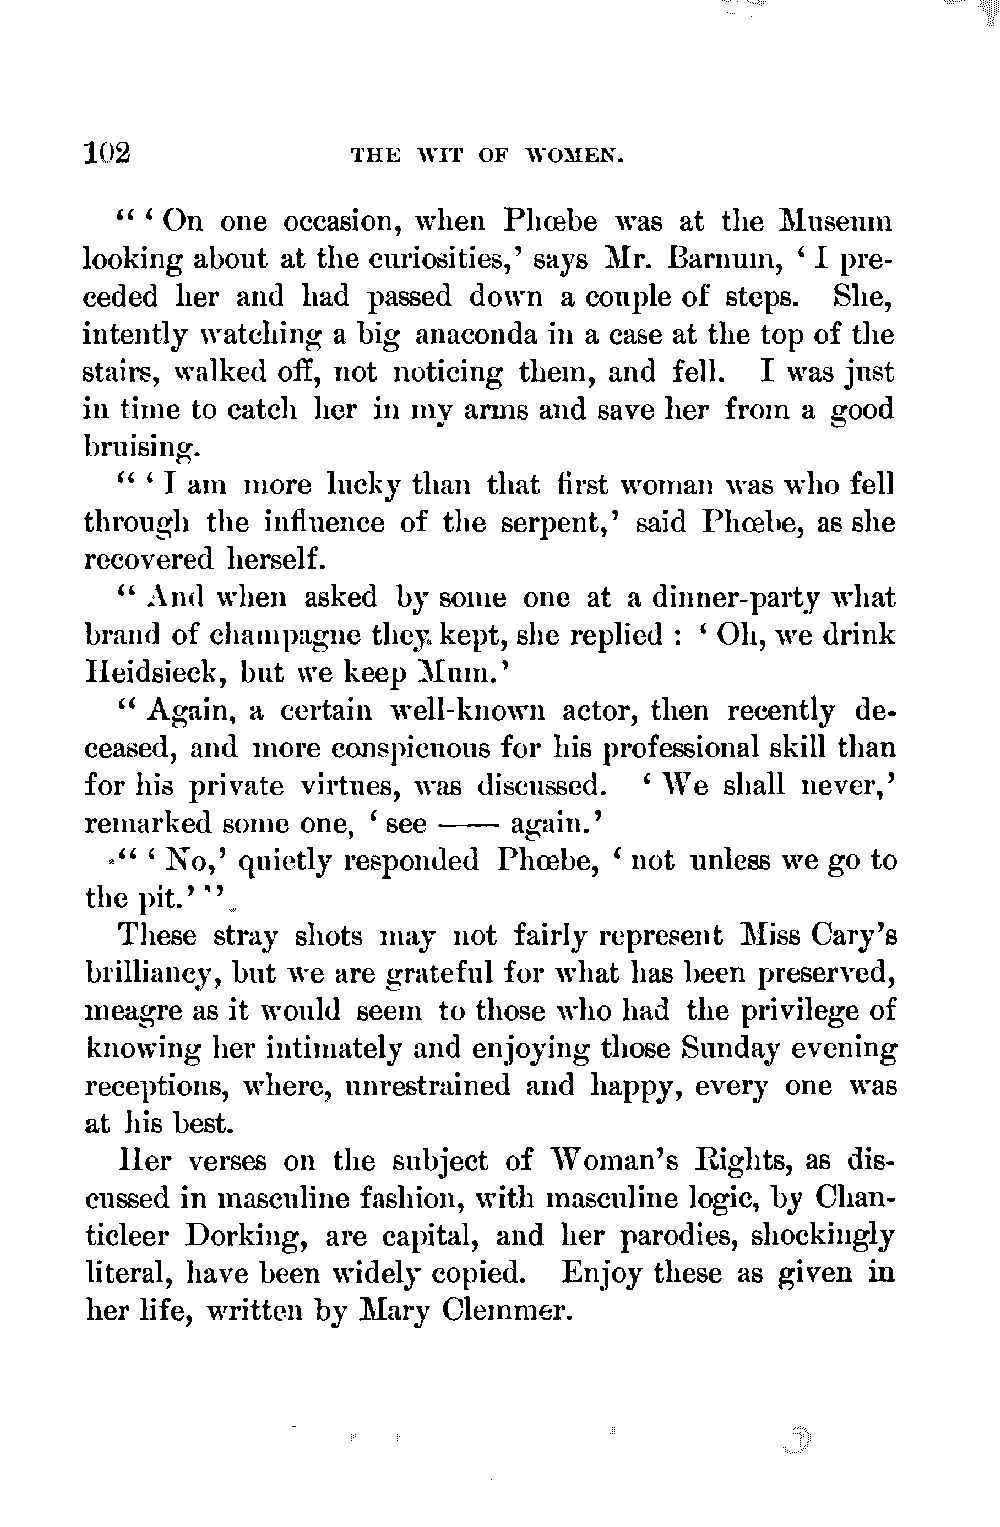 102 THE WIT OF WOMEN.
“ ‘ On one occasion, when Phœbe was at the Museum
looking about at the curiosities,’ says Mr. Barnum, ‘ I pre-
ceded her and had passed down a couple of steps. She,
intently watching a big anaconda in a case at the top of the
stairs, walked off, not noticing them, and fell. I was just
in time to catch her in my arms and save her from a good
bruising.
“ ‘ I am more lucky than that first woman was who fell
through the influence of the serpent,’ said Phœbe, as she
recovered herself.
“ And when asked by some one at a dinner-party what
brand of champagne they kept, she replied : ‘ Oh, we drink
Heidsieck, but we keep Mum.’
“ Again, a certain well-known actor, then recently de-
ceased, and more conspicuous for his professional skill than
for his private virtues, was discussed. ‘ We shall never,’
remarked some one, ‘ see —— again.’
“ ‘ No,’ quietly responded Phœbe, ‘ not unless we go to
the pit.’ ”
These stray shots may not fairly represent Miss Cary’s
brilliancy, but we are grateful for what has been preserved,
meagre as it would seem to those who had the privilege of
knowing her intimately and enjoying those Sunday evening
receptions, where, unrestrained and happy, every one was
at his best.
Her verses on the subject of Woman’s Rights, as dis-
cussed in masculine fashion, with masculine logic, by Chan-
ticleer Dorking, are capital, and her parodies, shockingly
literal, have been widely copied. Enjoy these as given in
her life, written by Mary Clemmer.